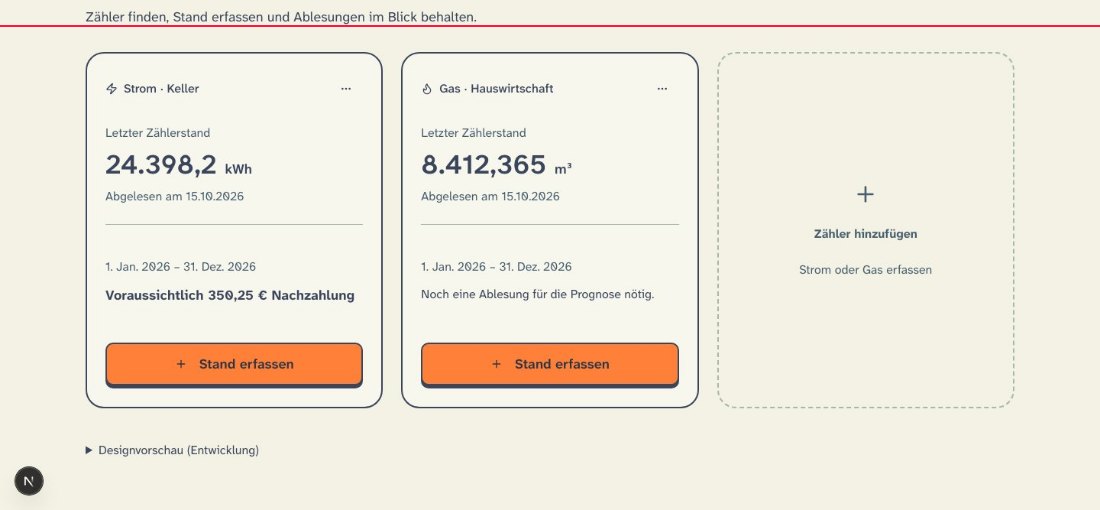 Zähler finden, Stand erfassen und Ablesungen im Blick behalten.
Strom · Keller
...
Letzter Zählerstand
24.398,2 kWh
Abgelesen am 15.10.2026
1. Jan. 2026 – 31. Dez. 2026
Voraussichtlich 350,25 € Nachzahlung
+ Stand erfassen
Gas · Hauswirtschaft
...
Letzter Zählerstand
8.412,365 m³
Abgelesen am 15.10.2026
1. Jan. 2026 – 31. Dez. 2026
Noch eine Ablesung für die Prognose nötig.
+ Stand erfassen
+
Zähler hinzufügen
Strom oder Gas erfassen
Designvorschau (Entwicklung)
N